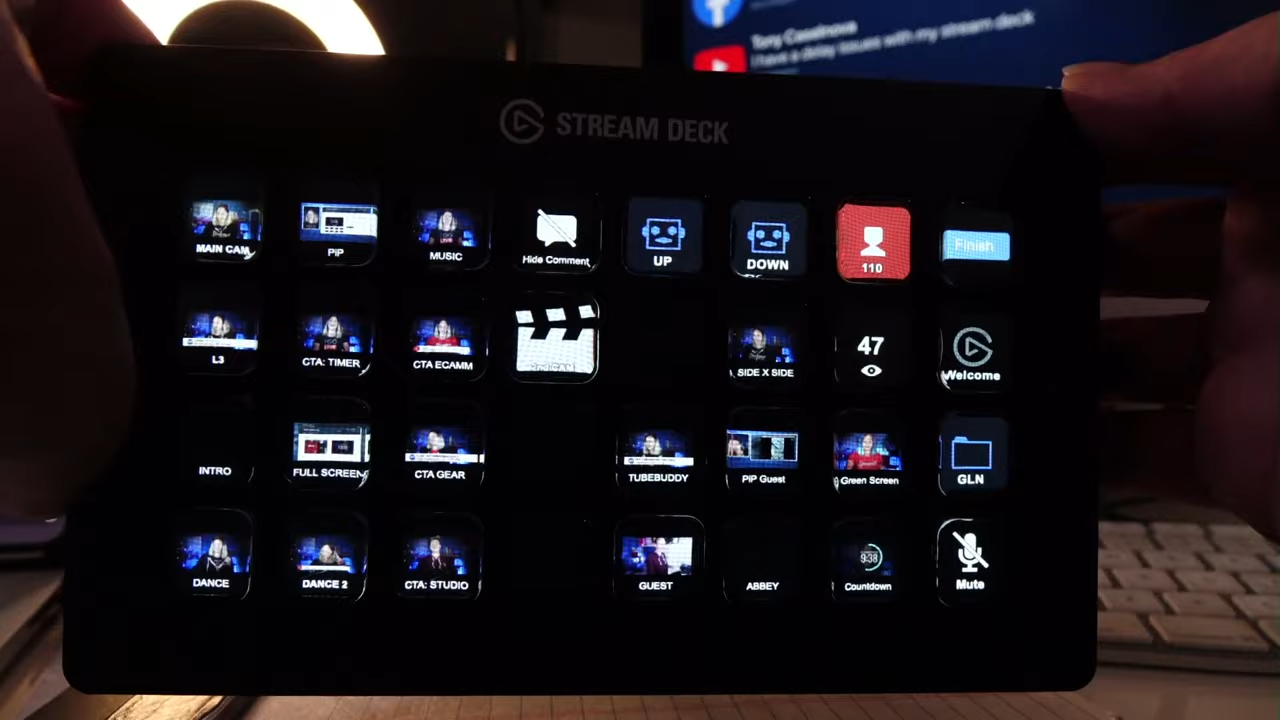 Tony Casalnova
I have a delay issues with my stream deck
STREAM DECK
MAIN CAM
PiP
MUSIC
Hide Comment
UP
DOWN
110
Finish
L3
CTA: TIMER
CTA ECAMM
2nd CAM
SIDE X SIDE
47
Welcome
INTRO
FULL SCREEN
CTA GEAR
TUBEBUDDY
PiP Guest
Green Screen
GLN
DANCE
DANCE 2
CTA: STUDIO
GUEST
ABBEY
9:38
Countdown
Mute